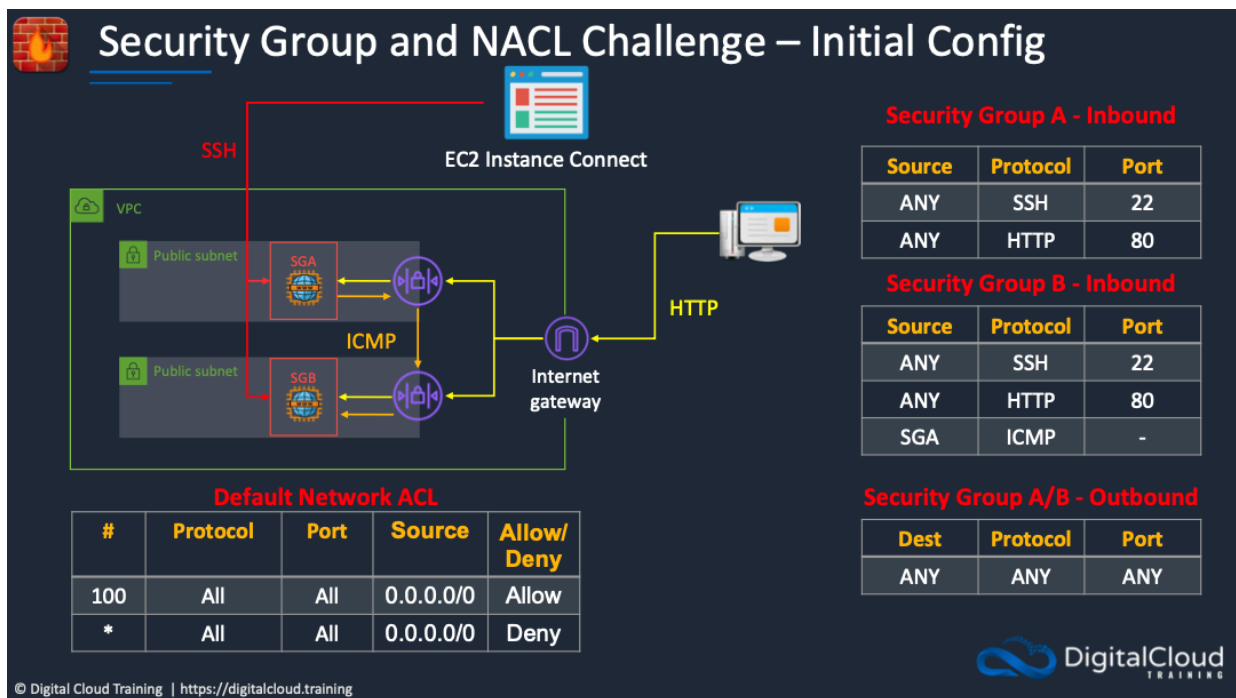 Security Group and NACL Challenge – Initial Config
SSH
EC2 Instance Connect
VPC
Public subnet
SGA
ICMP
Public subnet
SGB
HTTP
Internet
gateway
Security Group A - Inbound
Source Protocol Port
ANY SSH 22
ANY HTTP 80
Security Group B - Inbound
Source Protocol Port
ANY SSH 22
ANY HTTP 80
SGA ICMP -
Default Network ACL
# Protocol Port Source Allow/
Deny
100 All All 0.0.0.0/0 Allow
* All All 0.0.0.0/0 Deny
Security Group A/B - Outbound
Dest Protocol Port
ANY ANY ANY
DigitalCloud
TRAINING
© Digital Cloud Training | https://digitalcloud.training